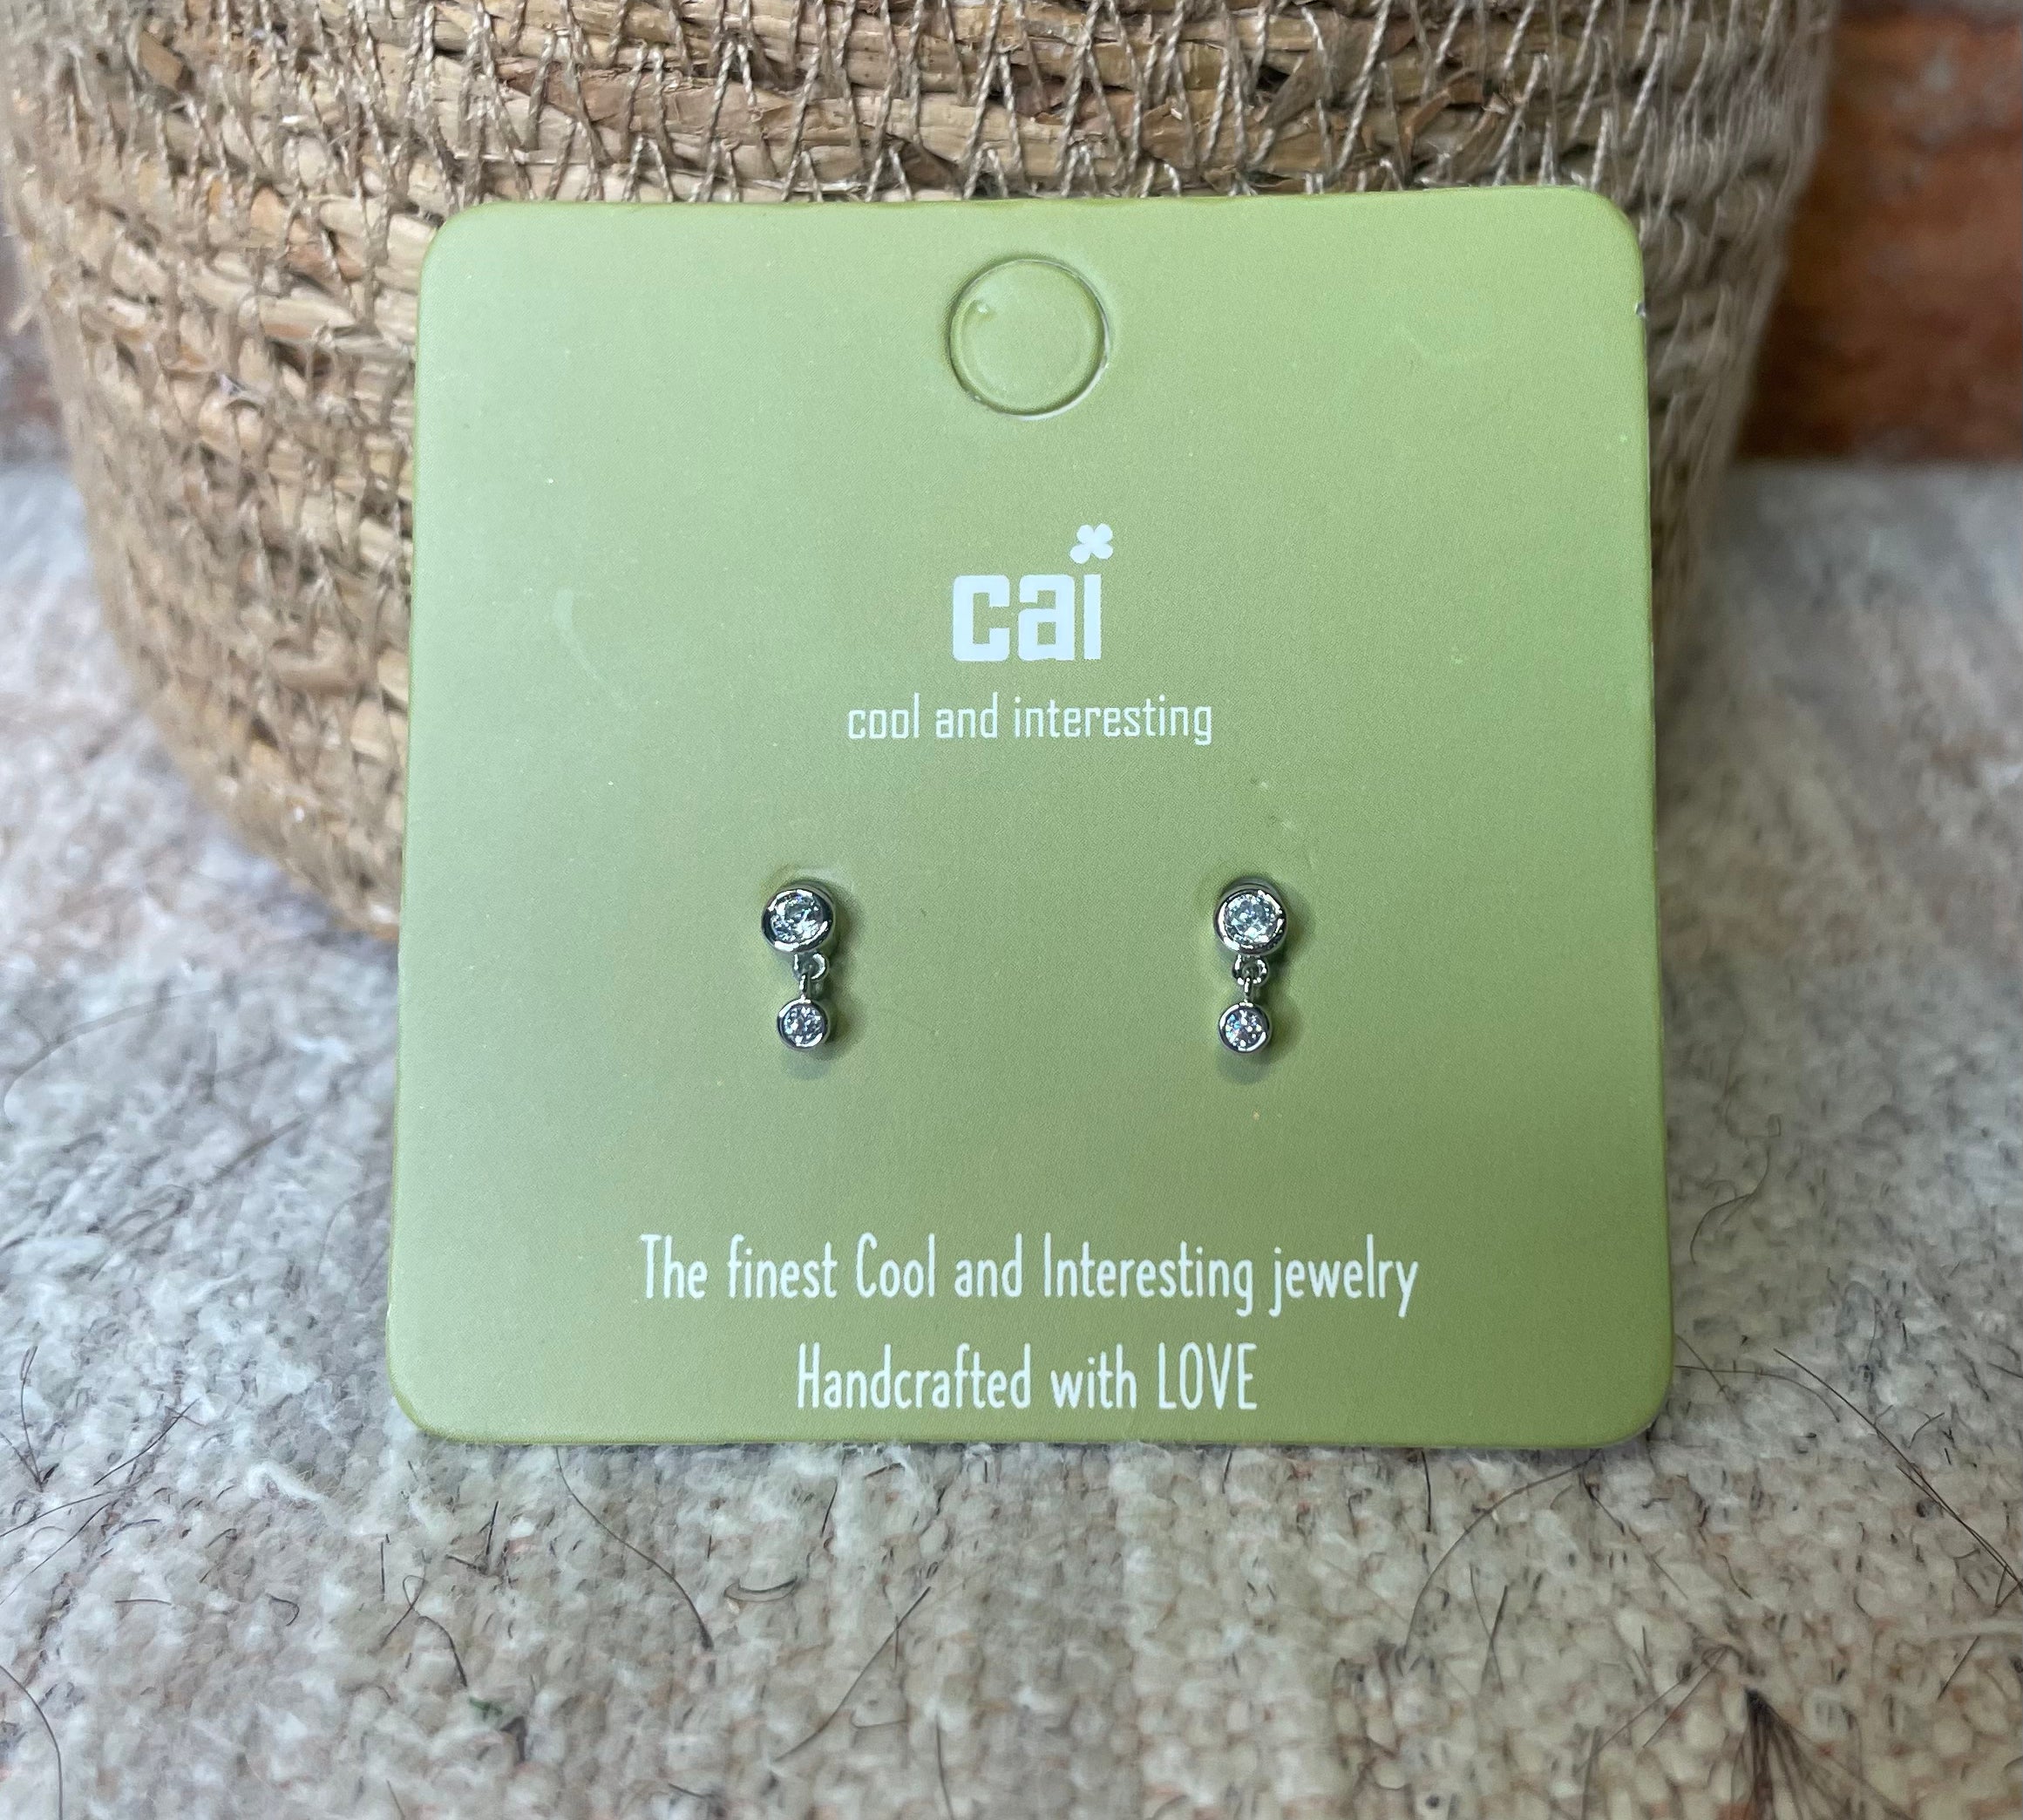 cai
cool and interesting
The finest Cool and Interesting jewelry
Handcrafted with LOVE